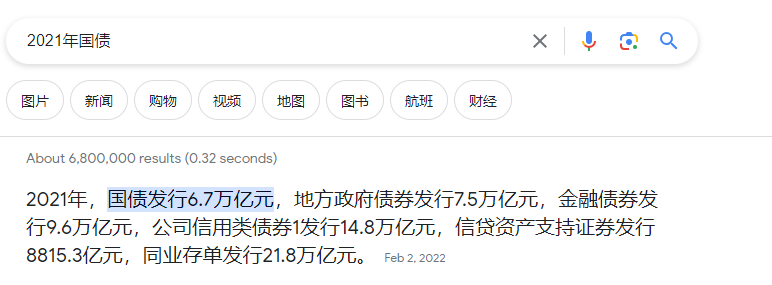 2021年国债
图片 新闻 购物 视频 地图 图书 航班 财经
About 6,800,000 results (0.32 seconds)
2021年，国债发行6.7万亿元，地方政府债券发行7.5万亿元，金融债券发
行9.6万亿元，公司信用类债券1发行14.8万亿元，信贷资产支持证券发行
8815.3亿元，同业存单发行21.8万亿元。 Feb 2, 2022